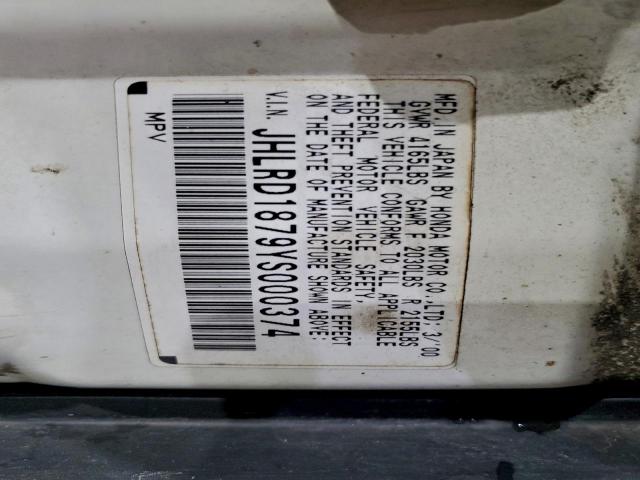 MFD.IN JAPAN BY HONDA MOTOR CO.,LTD; 3/'00
GVWR 4165LBS GAWR F 2030LBS R 2155LBS
THIS VEHICLE CONFORMS TO ALL APPLICABLE
FEDERAL MOTOR VEHICLE SAFETY,
AND THEFT PREVENTION STANDARDS IN EFFECT
ON THE DATE OF MANUFACTURE SHOWN ABOVE:
V.I.N. JHLRD1879YS000374
MPV